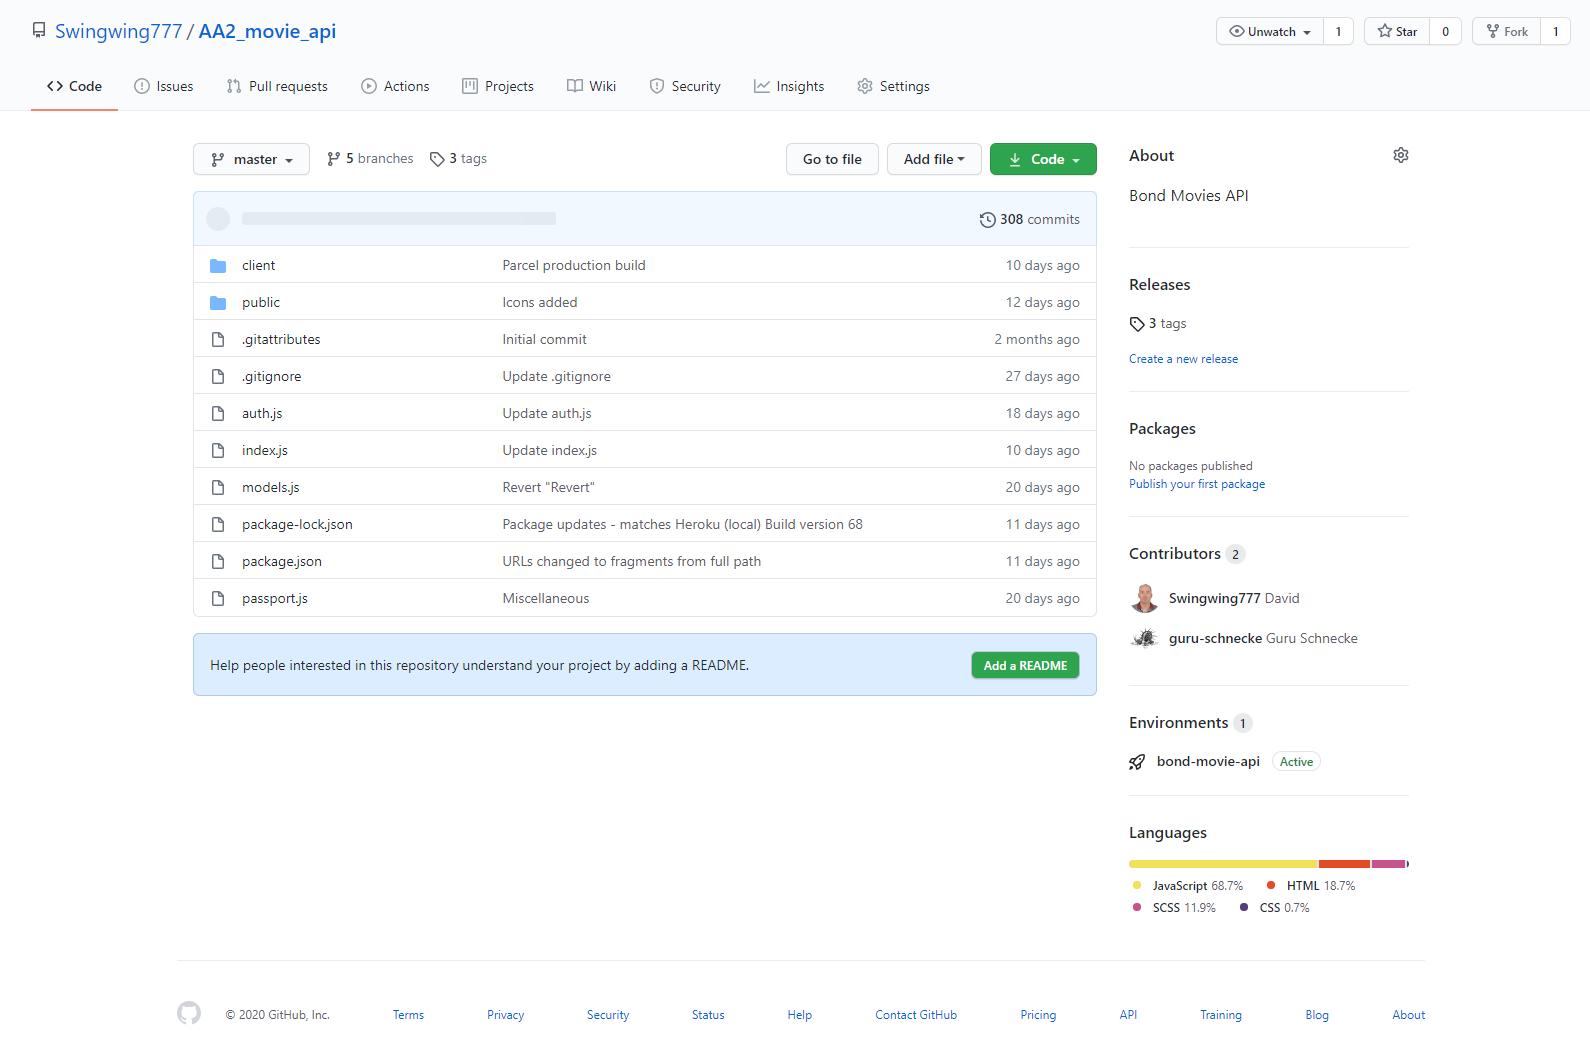 Swingwing777 / AA2_movie_api
Unwatch 1 Star 0 Fork 1
Code Issues Pull requests Actions Projects Wiki Security Insights Settings
master 5 branches 3 tags Go to file Add file Code
308 commits
client Parcel production build 10 days ago
public Icons added 12 days ago
.gitattributes Initial commit 2 months ago
.gitignore Update .gitignore 27 days ago
auth.js Update auth.js 18 days ago
index.js Update index.js 10 days ago
models.js Revert "Revert" 20 days ago
package-lock.json Package updates - matches Heroku (local) Build version 68 11 days ago
package.json URLs changed to fragments from full path 11 days ago
passport.js Miscellaneous 20 days ago
Help people interested in this repository understand your project by adding a README. Add a README
About
Bond Movies API
Releases
3 tags
Create a new release
Packages
No packages published
Publish your first package
Contributors 2
Swingwing777 David
guru-schnecke Guru Schnecke
Environments 1
bond-movie-api Active
Languages
JavaScript 68.7% HTML 18.7%
SCSS 11.9% CSS 0.7%
© 2020 GitHub, Inc. Terms Privacy Security Status Help Contact GitHub Pricing API Training Blog About